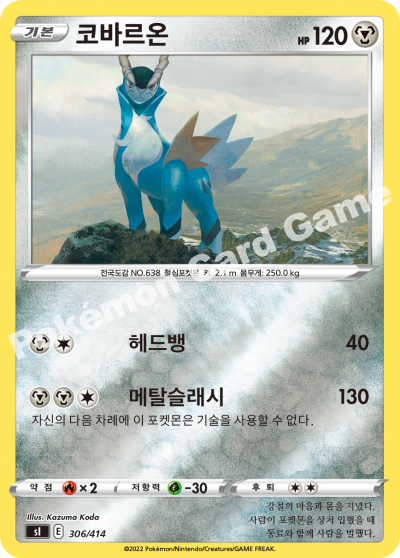 기본 코바르온 HP 120
전국도감 NO.638 철심포켓몬 키: 2.1 m 몸무게: 250.0 kg
Pokémon Card Game
헤드뱅 40
메탈슬래시 130
자신의 다음 차례에 이 포켓몬은 기술을 사용할 수 없다.
약점 ×2 저항력 -30 후퇴
Illus. Kazuma Koda
강철의 마음과 몸을 지녔다.
sI E 306/414
사람이 포켓몬을 상처 입혔을 때
동료와 함께 사람을 벌했다.
©2022 Pokémon/Nintendo/Creatures/GAME FREAK.